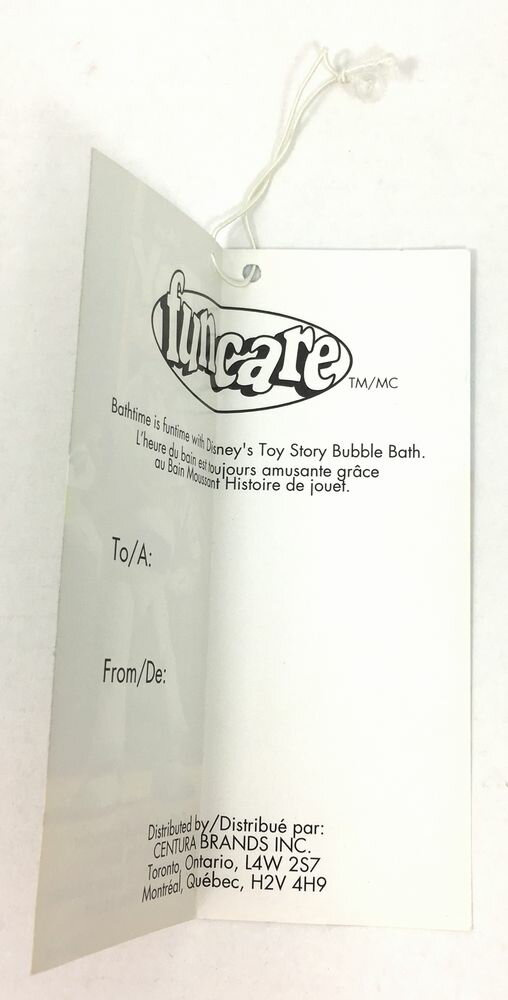 funcare
TM/MC
Bathtime is funtime with Disney's Toy Story Bubble Bath.
L'heure du bain est toujours amusante grâce
au Bain Moussant Histoire de jouet.
To/A:
From/De:
Distributed by/Distribué par:
CENTURA BRANDS INC.
Toronto, Ontario, L4W 2S7
Montréal, Québec, H2V 4H9